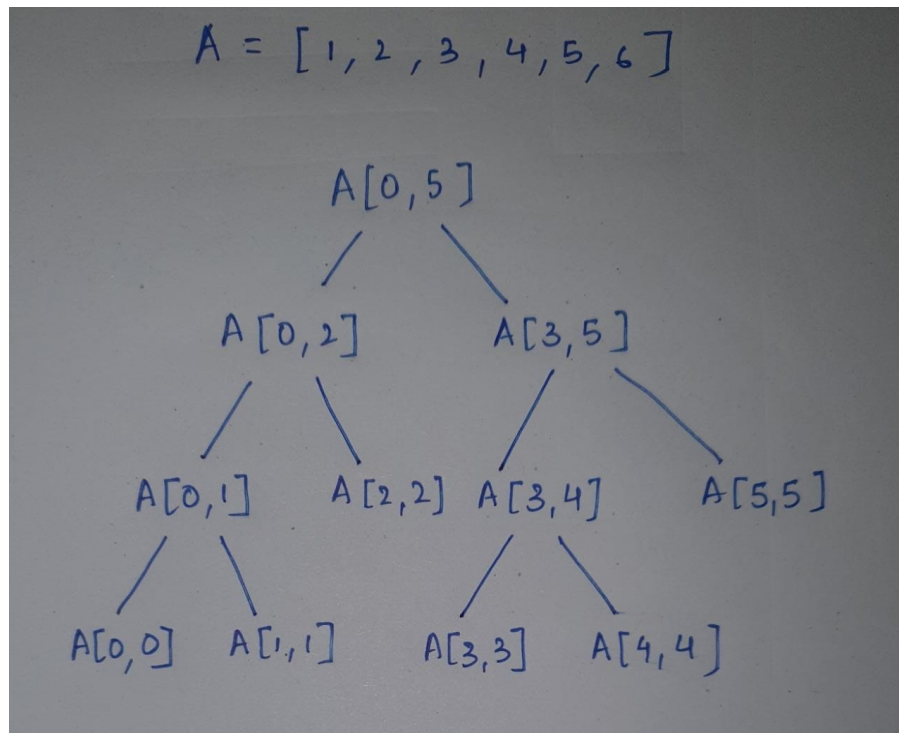 A = [1, 2, 3, 4, 5, 6]
A[0,5]
A[0,2] A[3,5]
A[0,1] A[2,2] A[3,4] A[5,5]
A[0,0] A[1,1] A[3,3] A[4,4]